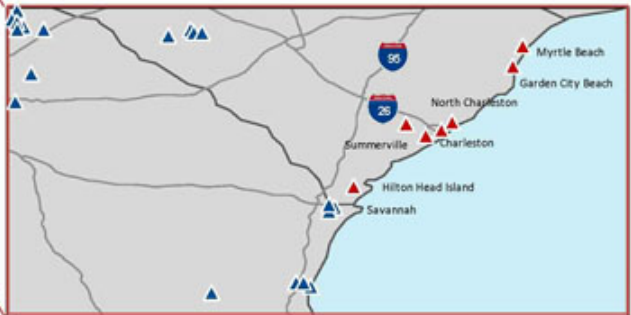 95
Myrtle Beach
Garden City Beach
North Charleston
26
Summerville
Charleston
Hilton Head Island
Savannah